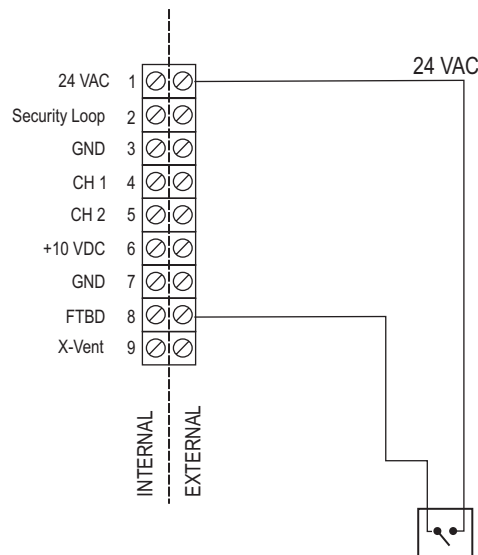 24 VAC
24 VAC 1
Security Loop 2
GND 3
CH 1 4
CH 2 5
+10 VDC 6
GND 7
FTBD 8
X-Vent 9
INTERNAL
EXTERNAL